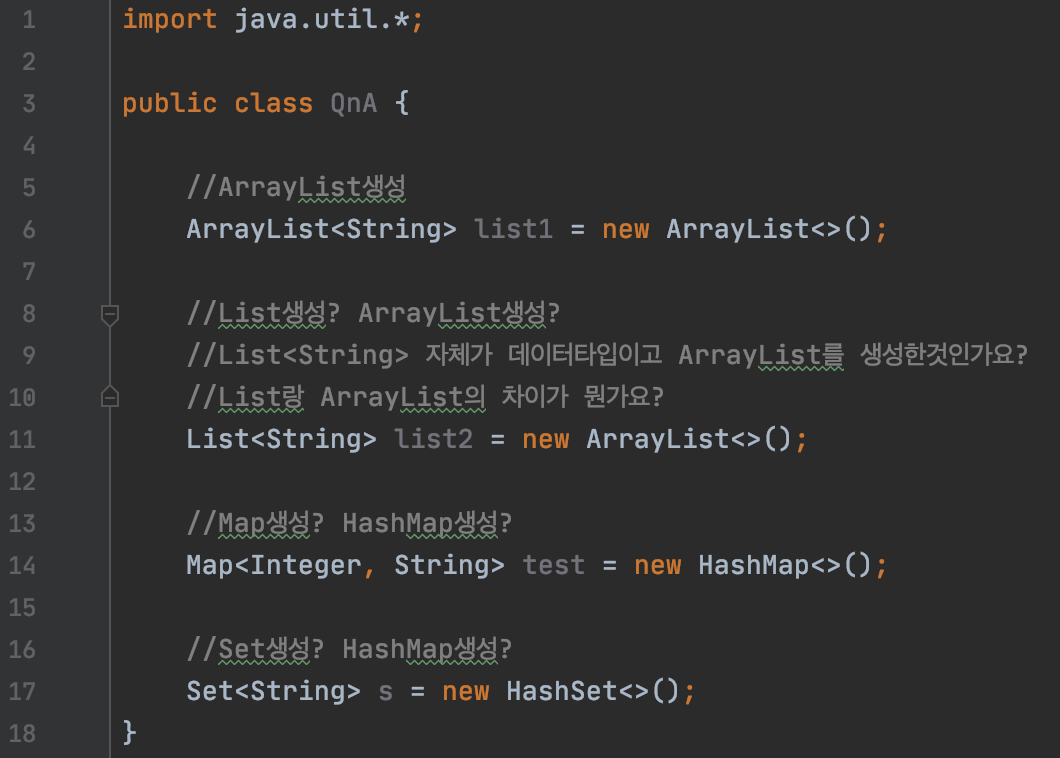 1 import java.util.*;
2
3 public class QnA {
4
5 //ArrayList생성
6 ArrayList<String> list1 = new ArrayList<>();
7
8 //List생성? ArrayList생성?
9 //List<String> 자체가 데이터타입이고 ArrayList를 생성한것인가요?
10 //List랑 ArrayList의 차이가 뭔가요?
11 List<String> list2 = new ArrayList<>();
12
13 //Map생성? HashMap생성?
14 Map<Integer, String> test = new HashMap<>();
15
16 //Set생성? HashMap생성?
17 Set<String> s = new HashSet<>();
18 }